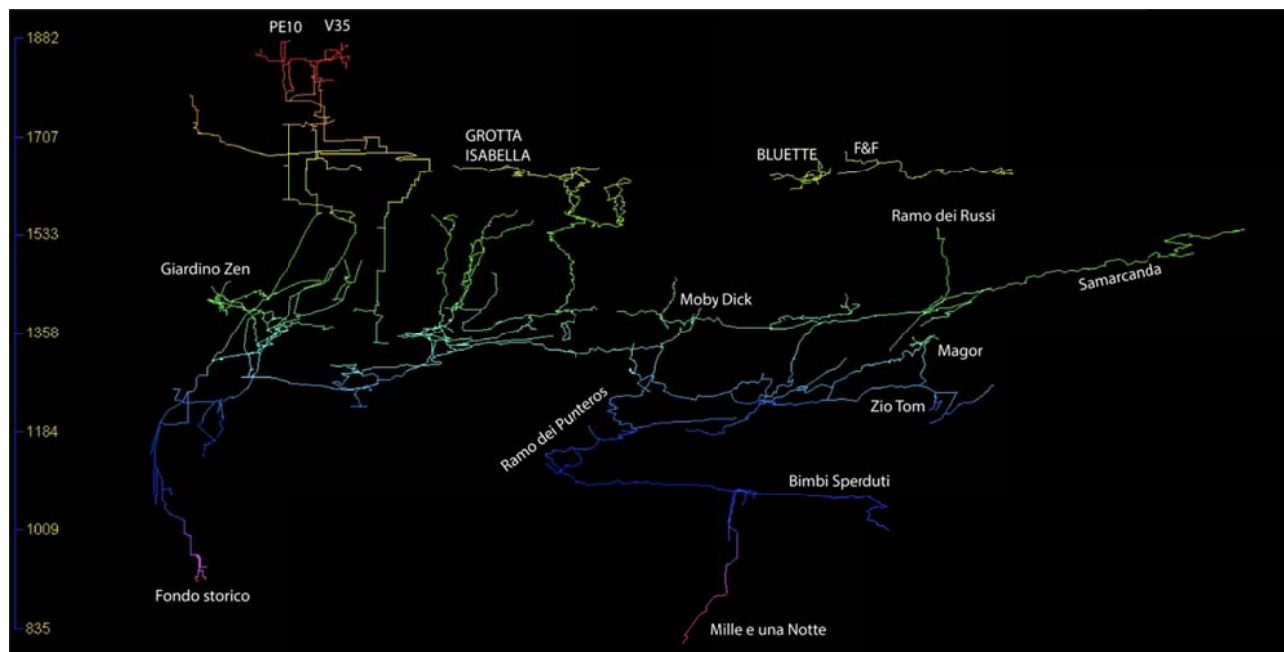 PE10
V35
1882
1707
GROTTA
ISABELLA
BLUETTE
F&F
Ramo dei Russi
1533
Giardino Zen
Samarcanda
Moby Dick
1358
Magor
Ramo dei Punteros
Zio Tom
1184
Bimbi Sperduti
1009
Fondo storico
835
Mille e una Notte